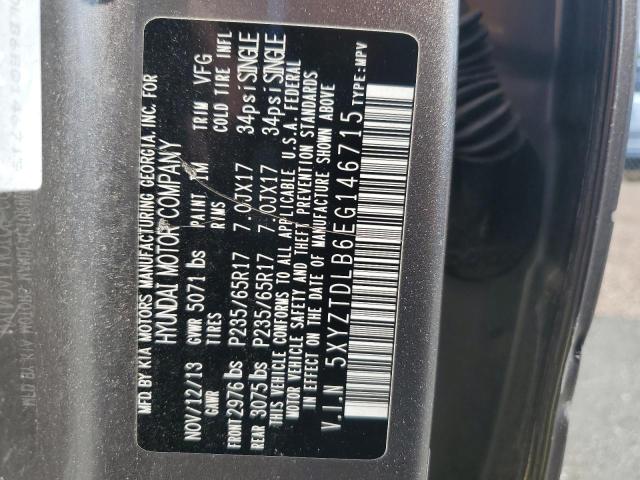 MFD BY KIA MOTORS MANUFACTURING GEORGIA, INC. FOR
HYUNDAI MOTOR COMPANY
NOV/12/13 GVWR 5071 lbs PAINT TM TRIM VFG
GAWR TIRES RIMS COLD TIRE INFL
FRONT 2976 lbs P235/65R17 7.0JX17 34psi SINGLE
REAR 3075 lbs P235/65R17 7.0JX17 34psi SINGLE
THIS VEHICLE CONFORMS TO ALL APPLICABLE U.S.A. FEDERAL
MOTOR VEHICLE SAFETY AND THEFT PREVENTION STANDARDS
IN EFFECT ON THE DATE OF MANUFACTURE SHOWN ABOVE
V.I.N 5XYZTDLB6EG146715 TYPE:MPV